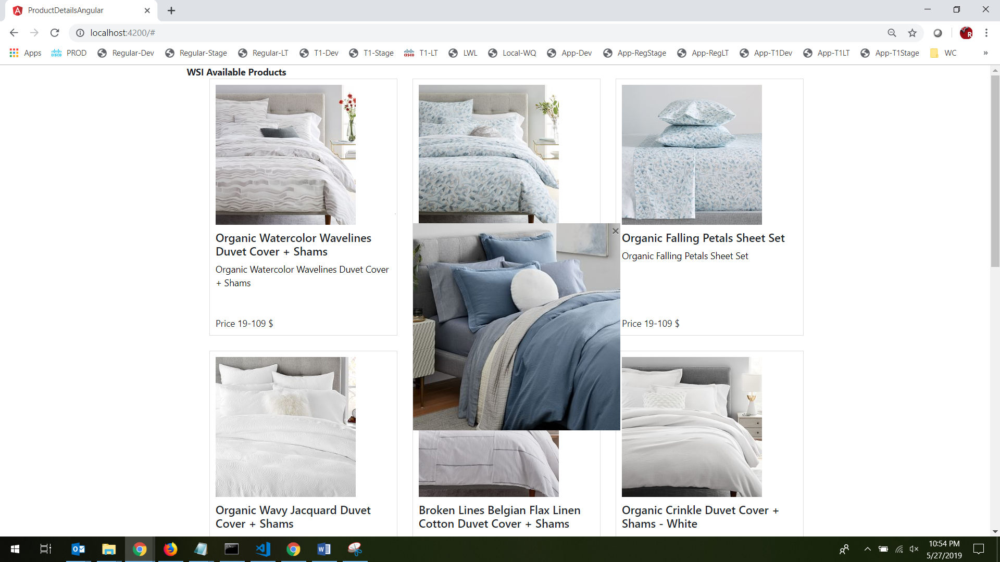 ProductDetailsAngular
localhost:4200/#
Apps
CISCO PROD
Regular-Dev
Regular-Stage
Regular-LT
T1-Dev
T1-Stage
CISCO T1-LT
LWL
Local-WQ
App-Dev
App-RegStage
App-RegLT
App-T1Dev
App-T1LT
App-T1Stage
WC
»
WSI Available Products
Organic Watercolor Wavelines
Duvet Cover + Shams
Organic Watercolor Wavelines Duvet Cover
+ Shams
Price 19-109 $
Organic Falling Petals Sheet Set
Organic Falling Petals Sheet Set
Price 19-109 $
Organic Wavy Jacquard Duvet
Cover + Shams
Broken Lines Belgian Flax Linen
Cotton Duvet Cover + Shams
Organic Crinkle Duvet Cover +
Shams - White
10:54 PM
5/27/2019